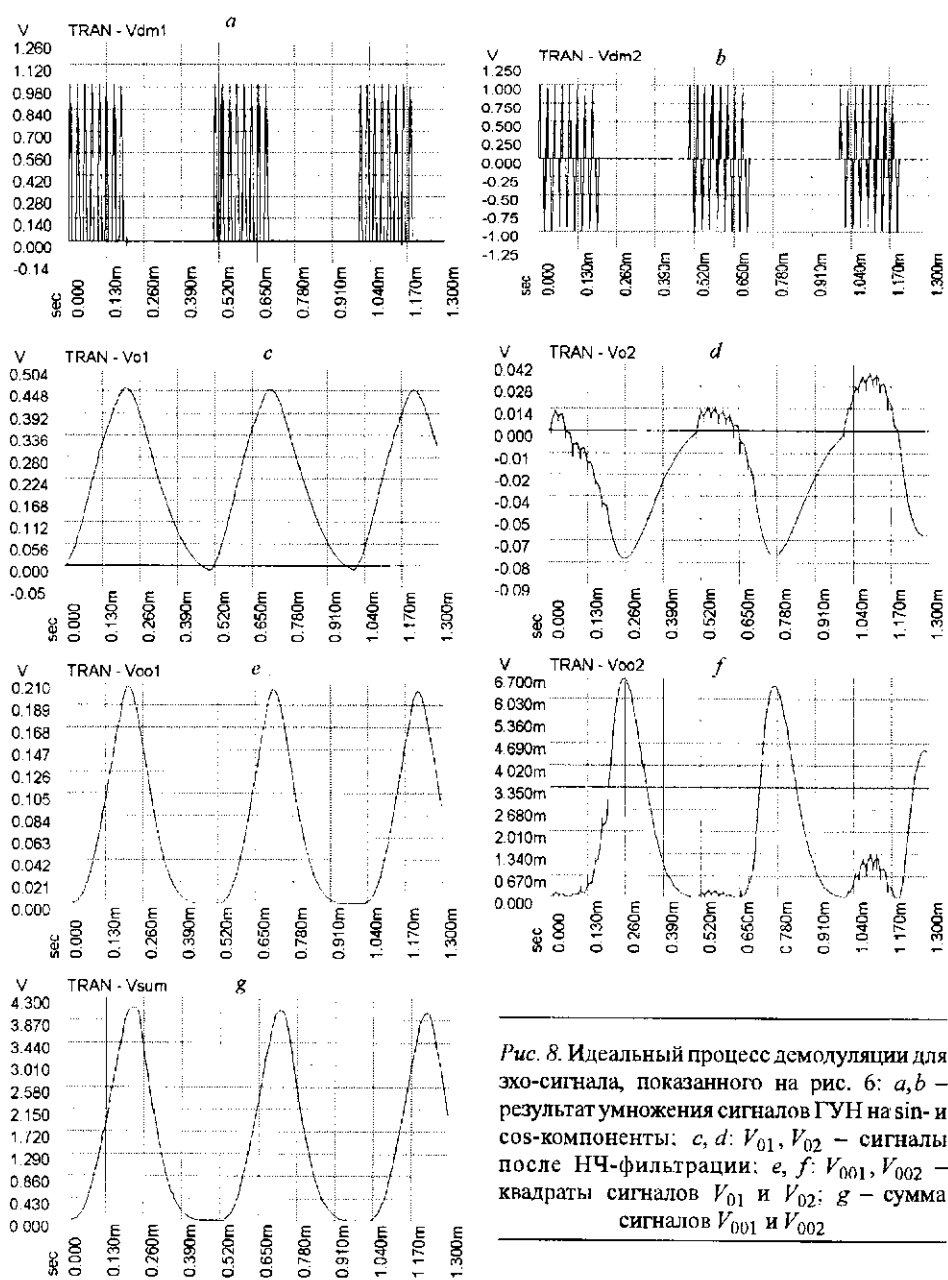 V TRAN - Vdm1 a
1.260
1.120
0.980
0.840
0.700
0.560
0.420
0.280
0.140
0.000
-0.14
sec 0.000 0.130m 0.260m 0.390m 0.520m 0.650m 0.780m 0.910m 1.040m 1.170m 1.300m
V TRAN - Vdm2 b
1.250
1.000
0.750
0.500
0.250
0.000
-0.25
-0.50
-0.75
-1.00
-1.25
sec 0.000 0.130m 0.260m 0.393m 0.520m 0.650m 0.780m 0.910m 1.040m 1.170m 1.300m
V TRAN - Vo1 c
0.504
0.448
0.392
0.336
0.280
0.224
0.168
0.112
0.056
0.000
-0.05
sec 0.000 0.130m 0.260m 0.390m 0.520m 0.650m 0.780m 0.910m 1.040m 1.170m 1.300m
V TRAN - Vo2 d
0.042
0.028
0.014
0.000
-0.01
-0.02
-0.04
-0.05
-0.07
-0.08
-0.09
sec 0.000 0.130m 0.260m 0.390m 0.520m 0.650m 0.780m 0.910m 1.040m 1.170m 1.300m
V TRAN - Voo1 e
0.210
0.189
0.168
0.147
0.126
0.105
0.084
0.063
0.042
0.021
0.000
sec 0.000 0.130m 0.260m 0.390m 0.520m 0.650m 0.780m 0.910m 1.040m 1.170m 1.300m
V TRAN - Voo2 f
6.700m
6.030m
5.360m
4.690m
4.020m
3.350m
2.680m
2.010m
1.340m
0.670m
0.000
sec 0.000 0.130m 0.260m 0.390m 0.520m 0.650m 0.780m 0.910m 1.040m 1.170m 1.300m
V TRAN - Vsum g
4.300
3.870
3.440
3.010
2.580
2.150
1.720
1.290
0.860
0.430
0 000
sec 0.000 0.130m 0.260m 0.390m 0.520m 0.650m 0.780m 0.910m 1.040m 1.170m 1.300m
Рис. 8. Идеальный процесс демодуляции для
эхо-сигнала, показанного на рис. 6: a,b –
результат умножения сигналов ГУН на sin- и
cos-компоненты; c, d: V01, V02 – сигналы
после НЧ-фильтрации; e, f: V001, V002 –
квадраты сигналов V01 и V02; g – сумма
сигналов V001 и V002